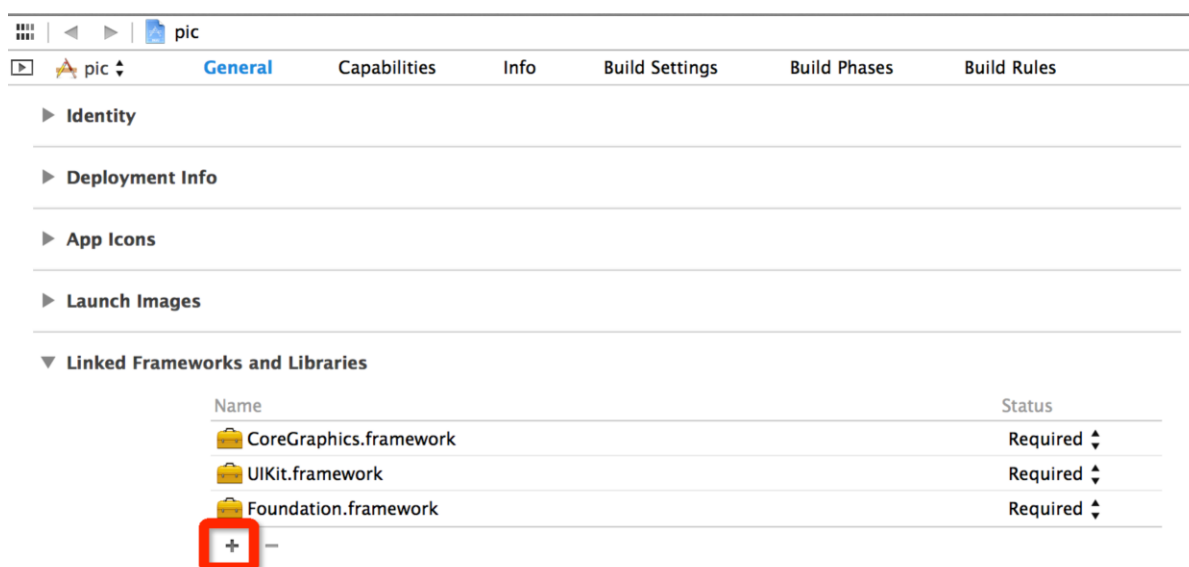 pic
pic General Capabilities Info Build Settings Build Phases Build Rules
Identity
Deployment Info
App Icons
Launch Images
Linked Frameworks and Libraries
Name Status
CoreGraphics.framework Required
UIKit.framework Required
Foundation.framework Required
+ −